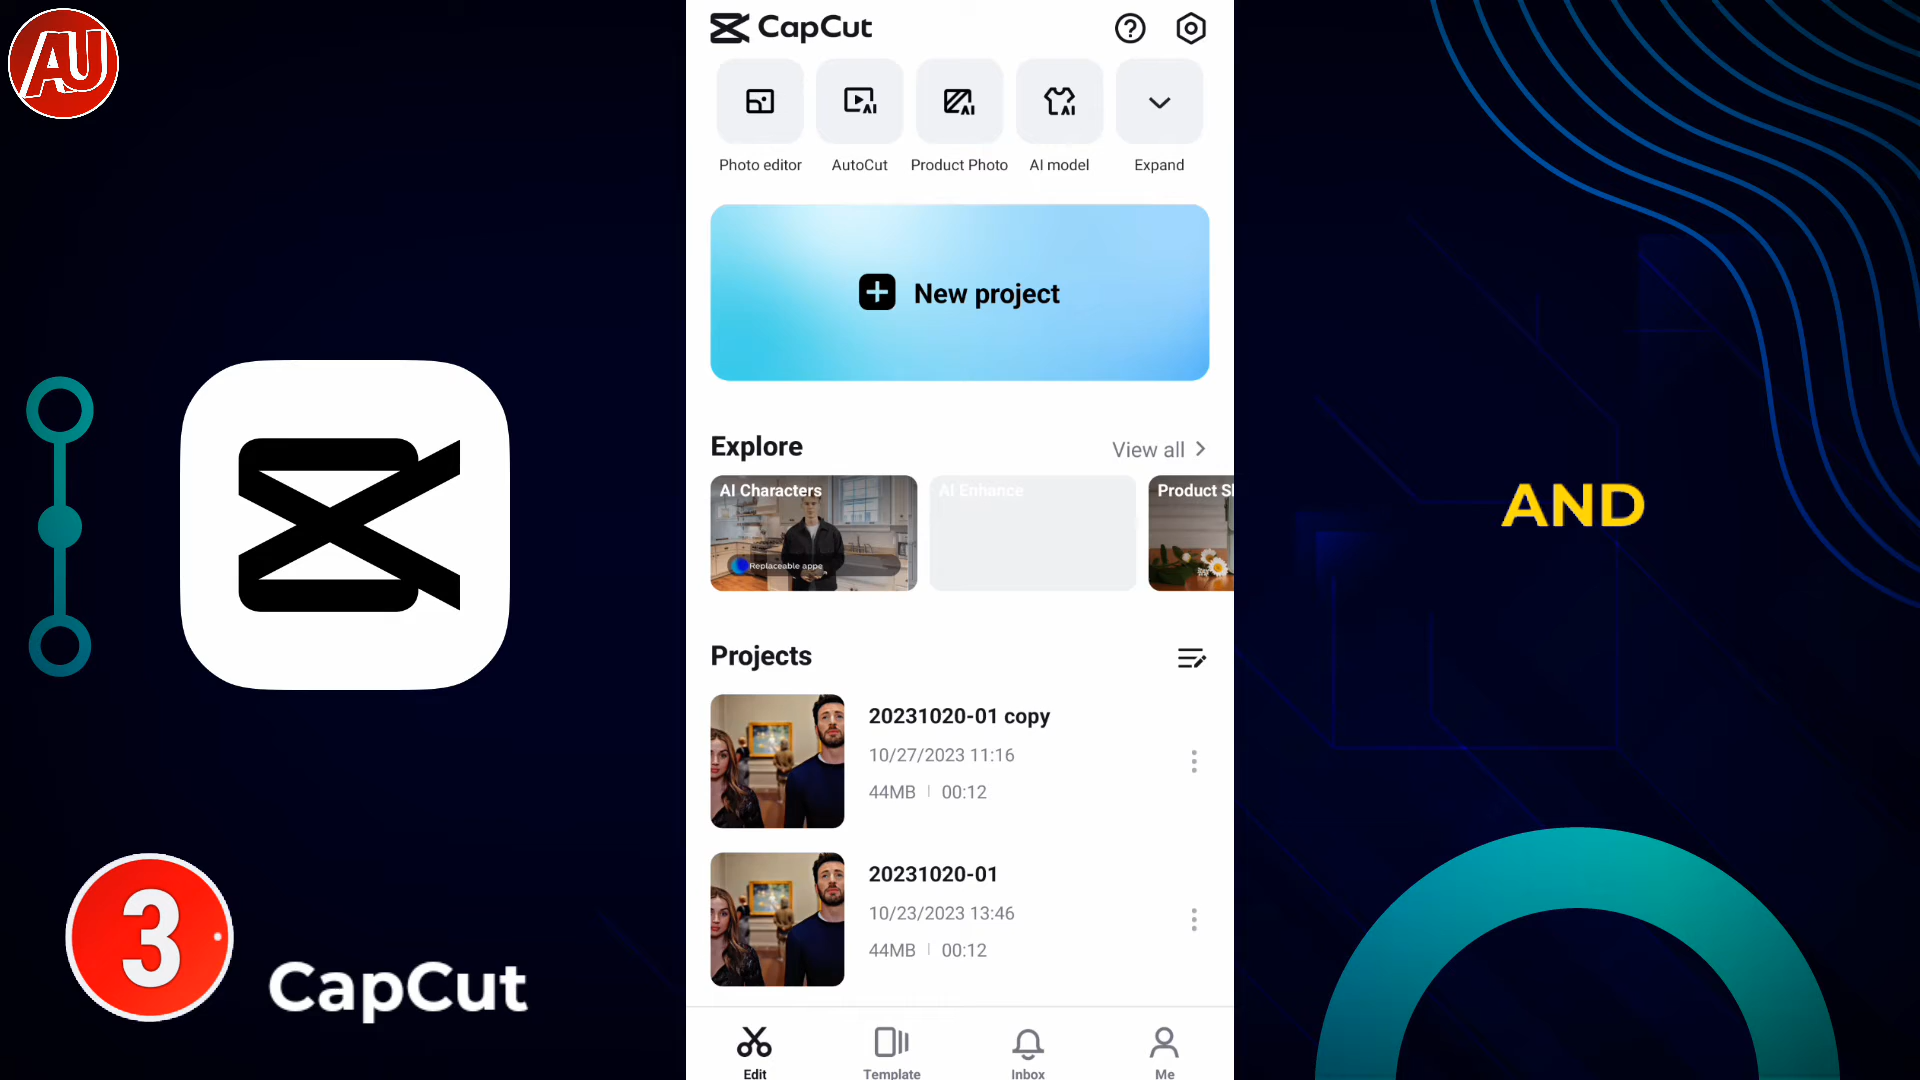 AU
CapCut
Photo editor
AutoCut
Product Photo
AI model
Expand
New project
Explore
View all
AI Characters
AI Enhance
Product Sh
Replaceable appe
AND
Projects
20231020-01 copy
10/27/2023 11:16
44MB 00:12
20231020-01
10/23/2023 13:46
44MB 00:12
3
CapCut
Edit
Template
Inbox
Me